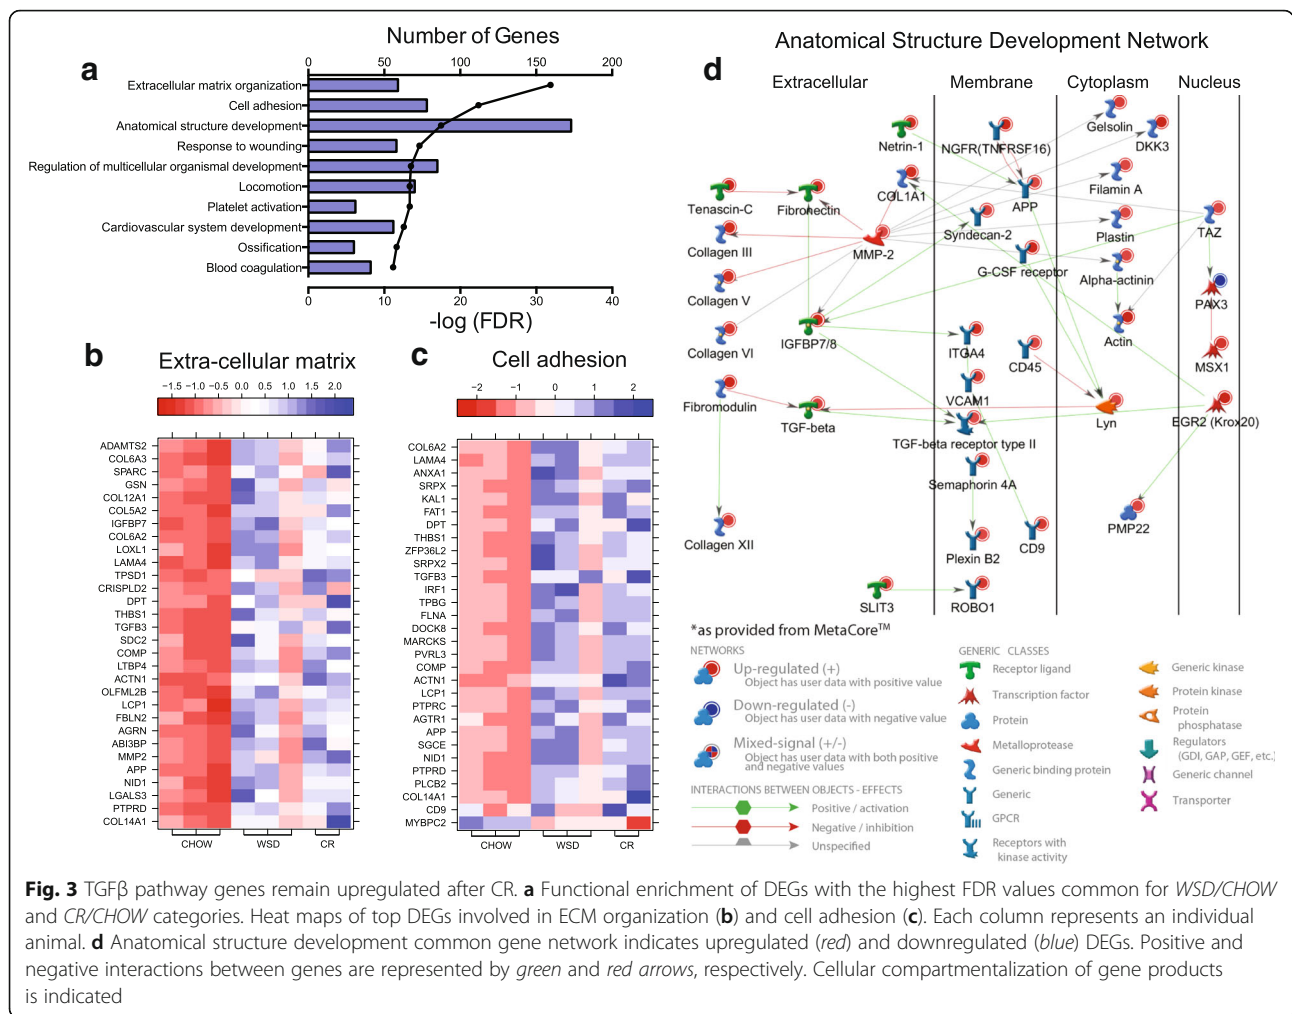 a
Number of Genes
0 50 100 150 200
Extracellular matrix organization
Cell adhesion
Anatomical structure development
Response to wounding
Regulation of multicellular organismal development
Locomotion
Platelet activation
Cardiovascular system development
Ossification
Blood coagulation
0 10 20 30 40
-log (FDR)
b
Extra-cellular matrix
−1.5 −1.0 −0.5 0.0 0.5 1.0 1.5 2.0
ADAMTS2
COL6A3
SPARC
GSN
COL12A1
COL5A2
IGFBP7
COL6A2
LOXL1
LAMA4
TPSD1
CRISPLD2
DPT
THBS1
TGFB3
SDC2
COMP
LTBP4
ACTN1
OLFML2B
LCP1
FBLN2
AGRN
ABI3BP
MMP2
APP
NID1
LGALS3
PTPRD
COL14A1
CHOW WSD CR
c
Cell adhesion
−2 −1 0 1 2
COL6A2
LAMA4
ANXA1
SRPX
KAL1
FAT1
DPT
THBS1
ZFP36L2
SRPX2
TGFB3
IRF1
TPBG
FLNA
DOCK8
MARCKS
PVRL3
COMP
ACTN1
LCP1
PTPRC
AGTR1
APP
SGCE
NID1
PTPRD
PLCB2
COL14A1
CD9
MYBPC2
CHOW WSD CR
d
Anatomical Structure Development Network
Extracellular Membrane Cytoplasm Nucleus
Netrin-1
NGFR(TNFRSF16)
Gelsolin
DKK3
Tenascin-C
Fibronectin
COL1A1
APP
Filamin A
Collagen III
MMP-2
Syndecan-2
Plastin
TAZ
G-CSF receptor
Alpha-actinin
Collagen V
PAX3
Collagen VI
IGFBP7/8
ITGA4
CD45
Actin
MSX1
Fibromodulin
TGF-beta
VCAM1
Lyn
EGR2 (Krox20)
TGF-beta receptor type II
Semaphorin 4A
Collagen XII
Plexin B2
CD9
PMP22
SLIT3
ROBO1
*as provided from MetaCore™
NETWORKS
Up-regulated (+)
Object has user data with positive value
Down-regulated (-)
Object has user data with negative value
Mixed-signal (+/-)
Object has user data with both positive
and negative values
INTERACTIONS BETWEEN OBJECTS - EFFECTS
Positive / activation
Negative / inhibition
Unspecified
GENERIC CLASSES
Receptor ligand
Transcription factor
Protein
Metalloprotease
Generic binding protein
Generic
GPCR
Receptors with
kinase activity
Generic kinase
Protein kinase
Protein
phosphatase
Regulators
(GDI, GAP, GEF, etc.)
Generic channel
Transporter
Fig. 3 TGFβ pathway genes remain upregulated after CR. a Functional enrichment of DEGs with the highest FDR values common for WSD/CHOW
and CR/CHOW categories. Heat maps of top DEGs involved in ECM organization (b) and cell adhesion (c). Each column represents an individual
animal. d Anatomical structure development common gene network indicates upregulated (red) and downregulated (blue) DEGs. Positive and
negative interactions between genes are represented by green and red arrows, respectively. Cellular compartmentalization of gene products
is indicated